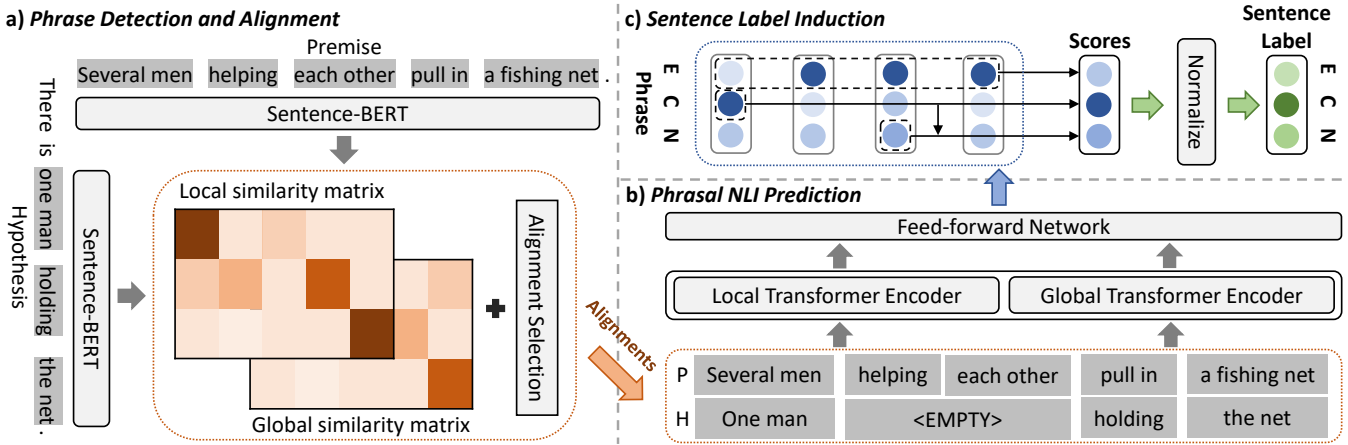 a) Phrase Detection and Alignment
Premise
Several men helping each other pull in a fishing net .
Sentence-BERT
There is one man holding the net .
Hypothesis
Sentence-BERT
Local similarity matrix
Global similarity matrix
Alignment Selection
Alignments
c) Sentence Label Induction
Phrase
E
C
N
Scores
Normalize
Sentence
Label
E
C
N
b) Phrasal NLI Prediction
Feed-forward Network
Local Transformer Encoder
Global Transformer Encoder
P Several men helping each other pull in a fishing net
H One man <EMPTY> holding the net